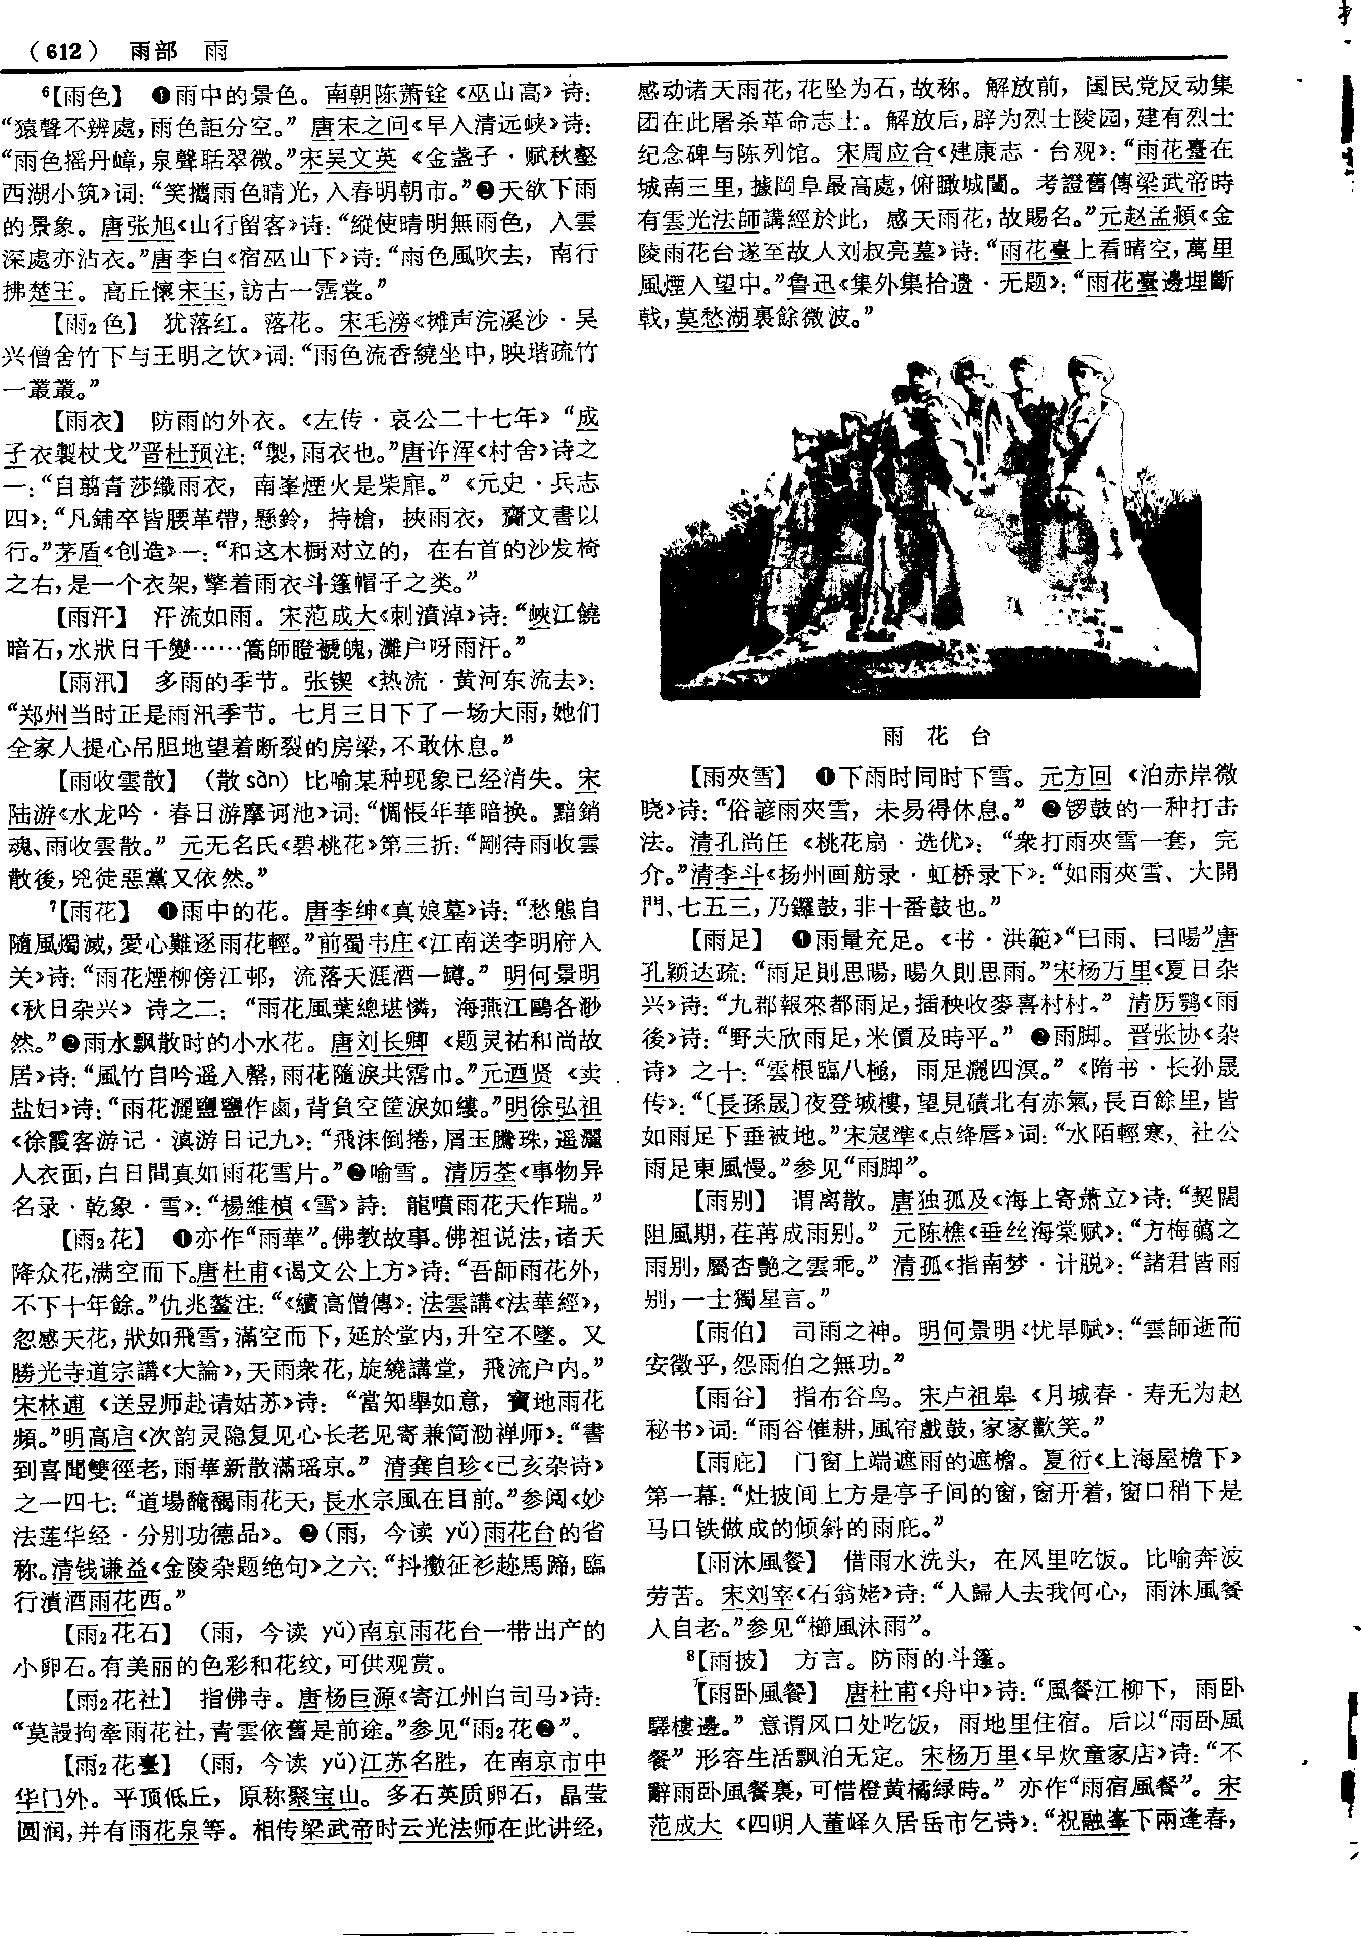 （612） 雨部 雨
⁶【雨色】 ❶雨中的景色。南朝陈萧铨《巫山高》诗：
“猿聲不辨處，雨色詎分空。” 唐宋之问《早入清远峡》诗：
“雨色摇丹嶂，泉聲聒翠微。”宋吴文英《金盏子·赋秋壑
西湖小筑》词：“笑攜雨色晴光，入春明朝市。”❷天欲下雨
的景象。唐张旭《山行留客》诗：“縱使晴明無雨色，入雲
深處亦沾衣。”唐李白《宿巫山下》诗：“雨色風吹去，南行
拂楚王。高丘懷宋玉，訪古一霑裳。”
【雨₂色】 犹落红。落花。宋毛滂《摊声浣溪沙·吴
兴僧舍竹下与王明之饮》词：“雨色流香繞坐中，映堦疏竹
一叢叢。”
【雨衣】 防雨的外衣。《左传·哀公二十七年》“成
子衣製杖戈”晋杜预注：“製，雨衣也。”唐许浑《村舍》诗之
一：“自翦青莎織雨衣，南峯煙火是柴扉。”《元史·兵志
四》：“凡鋪卒皆腰革帶，懸鈴，持槍，挾雨衣，齎文書以
行。”茅盾《创造》一：“和这木橱对立的，在右首的沙发椅
之右，是一个衣架，擎着雨衣斗篷帽子之类。”
【雨汗】 汗流如雨。宋范成大《刺濆淖》诗：“峽江饒
暗石，水狀日千變……篙師瞪褫魄，灘户呀雨汗。”
【雨汛】 多雨的季节。张锲《热流·黄河东流去》：
“郑州当时正是雨汛季节。七月三日下了一场大雨，她们
全家人提心吊胆地望着断裂的房梁，不敢休息。”
【雨收雲散】 （散 sàn） 比喻某种现象已经消失。宋
陆游《水龙吟·春日游摩诃池》词：“惆悵年華暗换。黯銷
魂、雨收雲散。” 元无名氏《碧桃花》第三折：“剛待雨收雲
散後，兇徒惡黨又依然。”
⁷【雨花】 ❶雨中的花。唐李绅《真娘墓》诗：“愁態自
隨風燭滅，愛心難逐雨花輕。”前蜀韦庄《江南送李明府入
关》诗：“雨花煙柳傍江邨，流落天涯酒一罇。” 明何景明
《秋日杂兴》诗之二：“雨花風葉總堪憐，海燕江鷗各渺
然。”❷雨水飘散时的小水花。唐刘长卿《题灵祐和尚故
居》诗：“風竹自吟遥入磬，雨花隨淚共霑巾。”元迺贤《卖
盐妇》诗：“雨花灑鹽鹽作鹵，背負空筐淚如縷。”明徐弘祖
《徐霞客游记·滇游日记九》：“飛沫倒捲，屑玉騰珠，遥灑
人衣面，白日間真如雨花雪片。”❸喻雪。清厉荃《事物异
名录·乾象·雪》：“楊維楨《雪》詩：龍噴雨花天作瑞。”
【雨₂花】 ❶亦作“雨華”。佛教故事。佛祖说法，诸天
降众花，满空而下。唐杜甫《谒文公上方》诗：“吾師雨花外，
不下十年餘。”仇兆鳌注：“《續高僧傳》：法雲講《法華經》，
忽感天花，狀如飛雪，滿空而下，延於堂内，升空不墜。又
勝光寺道宗講《大論》，天雨衆花，旋繞講堂，飛流户内。”
宋林逋《送昱师赴请姑苏》诗：“當知舉如意，寶地雨花
頻。”明高启《次韵灵隐复见心长老见寄兼简泐禅师》：“書
到喜聞雙徑老，雨華新散滿瑶京。” 清龚自珍《己亥杂诗》
之一四七：“道場醃馤雨花天，長水宗風在目前。”参阅《妙
法莲华经·分别功德品》。❷（雨，今读 yǔ）雨花台的省
称。清钱谦益《金陵杂题绝句》之六：“抖擻征衫趁馬蹄，臨
行漬酒雨花西。”
【雨₂花石】 （雨，今读 yǔ）南京雨花台一带出产的
小卵石。有美丽的色彩和花纹，可供观赏。
【雨₂花社】 指佛寺。唐杨巨源《寄江州白司马》诗：
“莫謾拘牽雨花社，青雲依舊是前途。”参见“雨₂花❷”。
【雨₂花臺】 （雨，今读 yǔ）江苏名胜，在南京市中
华门外。平顶低丘，原称聚宝山。多石英质卵石，晶莹
圆润，并有雨花泉等。相传梁武帝时云光法师在此讲经，
感动诸天雨花，花坠为石，故称。解放前，国民党反动集
团在此屠杀革命志士。解放后，辟为烈士陵园，建有烈士
纪念碑与陈列馆。宋周应合《建康志·台观》：“雨花臺在
城南三里，據岡阜最高處，俯瞰城闉。考證舊傳梁武帝時
有雲光法師講經於此，感天雨花，故賜名。”元赵孟頫《金
陵雨花台遂至故人刘叔亮墓》诗：“雨花臺上看晴空，萬里
風煙入望中。”鲁迅《集外集拾遗·无题》：“雨花臺邊埋斷
戟，莫愁湖裏餘微波。”
雨花台
【雨夾雪】 ❶下雨时同时下雪。元方回《泊赤岸微
晓》诗：“俗諺雨夾雪，未易得休息。” ❷锣鼓的一种打击
法。清孔尚任《桃花扇·选优》：“衆打雨夾雪一套，完
介。”清李斗《扬州画舫录·虹桥录下》：“如雨夾雪、大開
門、七五三，乃鑼鼓，非十番鼓也。”
【雨足】 ❶雨量充足。《书·洪範》“曰雨、曰暘”唐
孔颖达疏：“雨足則思暘，暘久則思雨。”宋杨万里《夏日杂
兴》诗：“九郡報來都雨足，插秧收麥喜村村。” 清厉鹗《雨
後》诗：“野夫欣雨足，米價及時平。” ❷雨脚。晋张协《杂
诗》之十：“雲根臨八極，雨足灑四溟。”《隋书·长孙晟
传》：“〔長孫晟〕夜登城樓，望見磧北有赤氣，長百餘里，皆
如雨足下垂被地。”宋寇準《点绛唇》词：“水陌輕寒，社公
雨足東風慢。”参见“雨脚”。
【雨别】 谓离散。唐独孤及《海上寄萧立》诗：“契闊
阻風期，荏苒成雨别。” 元陈樵《垂丝海棠赋》：“方梅鶴之
雨别，屬杏艷之雲乖。” 清孤《指南梦·计脱》：“諸君皆雨
别，一士獨星言。”
【雨伯】 司雨之神。明何景明《忧旱赋》：“雲師逝而
安徵乎，怨雨伯之無功。”
【雨谷】 指布谷鸟。宋卢祖皋《月城春·寿无为赵
秘书》词：“雨谷催耕，風帘戲鼓，家家歡笑。”
【雨庇】 门窗上端遮雨的遮檐。夏衍《上海屋檐下》
第一幕：“灶披间上方是亭子间的窗，窗开着，窗口稍下是
马口铁做成的倾斜的雨庇。”
【雨沐風餐】 借雨水洗头，在风里吃饭。比喻奔波
劳苦。宋刘宰《石翁姥》诗：“人歸人去我何心，雨沐風餐
人自老。”参见“櫛風沐雨”。
⁸【雨披】 方言。防雨的斗篷。
【雨卧風餐】 唐杜甫《舟中》诗：“風餐江柳下，雨卧
驛樓邊。” 意谓风口处吃饭，雨地里住宿。后以“雨卧風
餐”形容生活飘泊无定。宋杨万里《早炊童家店》诗：“不
辭雨卧風餐裏，可惜橙黄橘緑時。” 亦作“雨宿風餐”。宋
范成大《四明人董峄久居岳市乞诗》：“祝融峯下兩逢春，